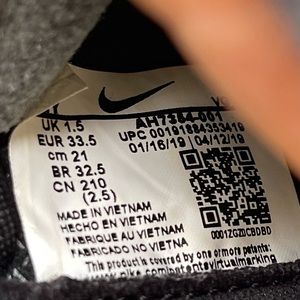 UK 1.5
EUR 33.5
cm 21
BR 32.5
CN 210
(2.5)
AH7384-001
UPC 00191884353419
01/16/19 04/12/19
0001ZGZDCBDBD
MADE IN VIETNAM
HECHO EN VIETNAM
FABRIQUE AU VIETNAM
FABRICADO NO VIETNAM
This product is covered by one or more patents